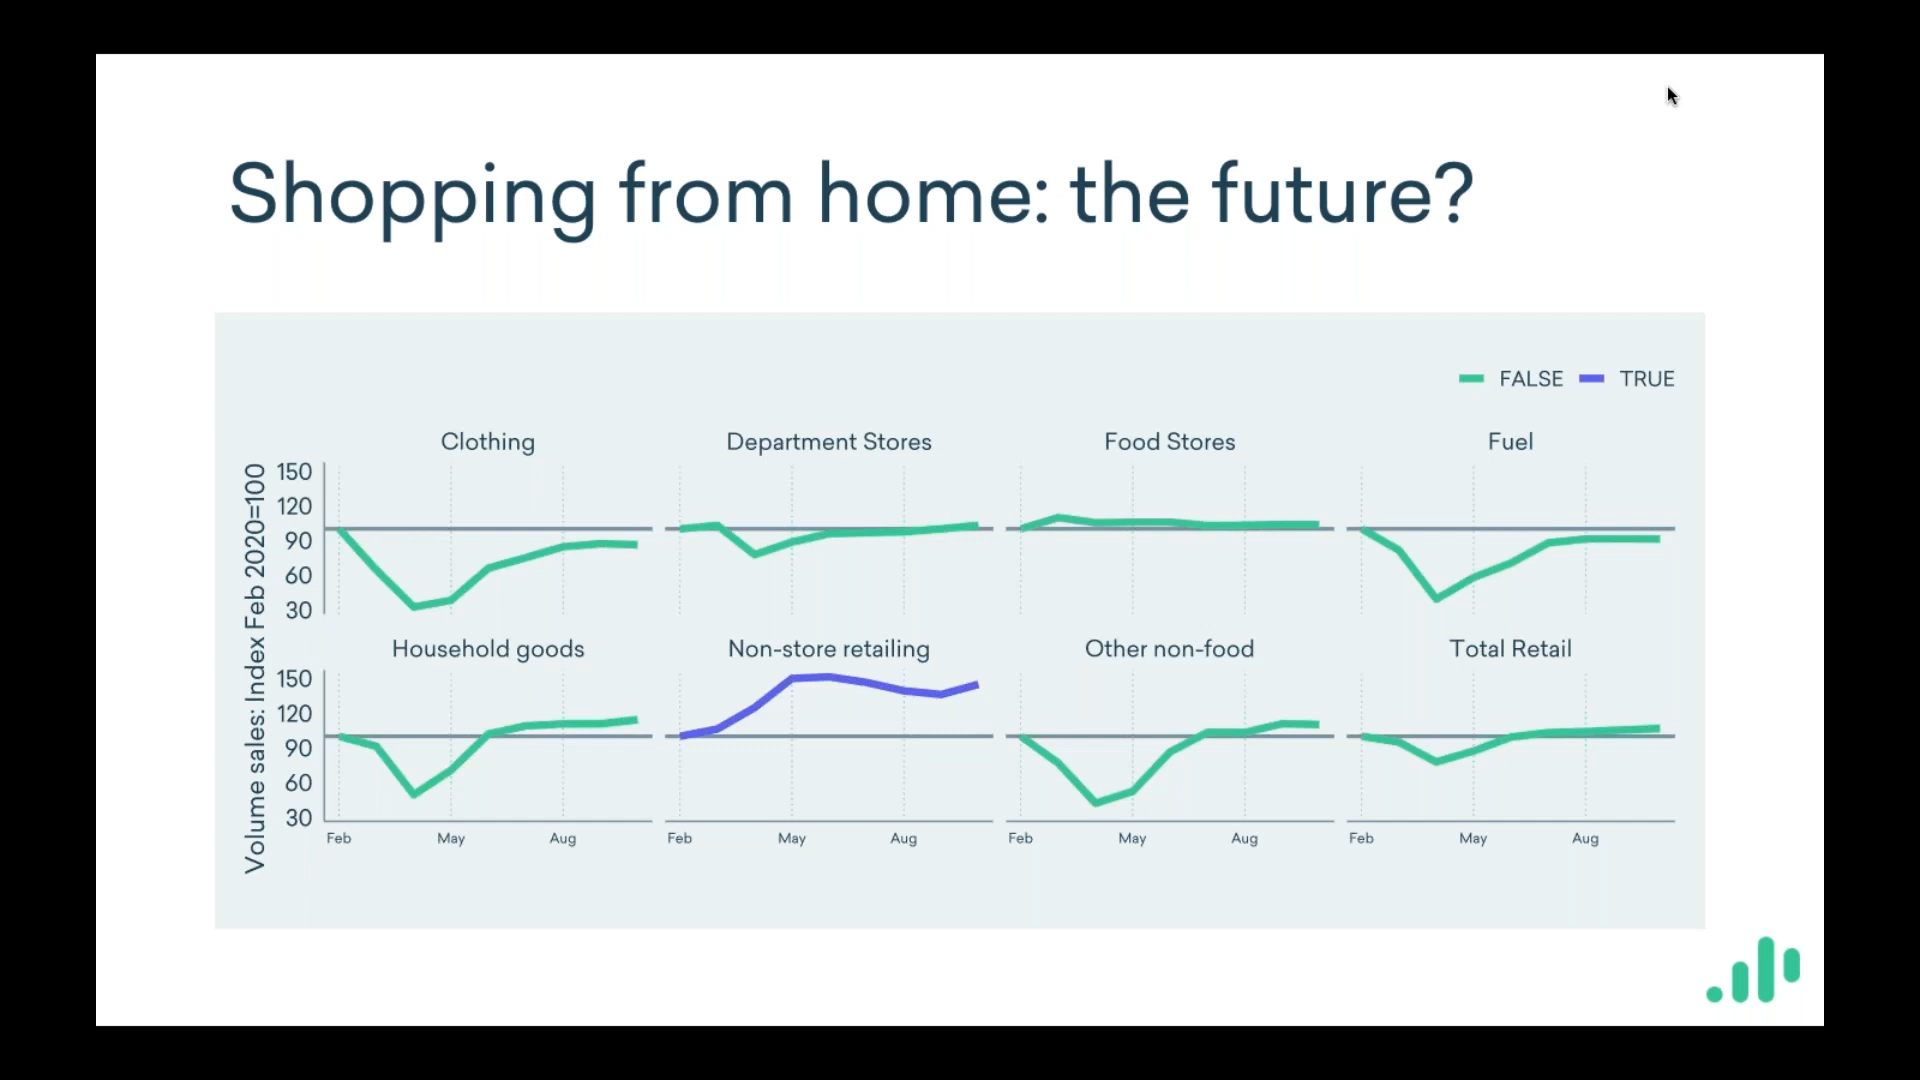 Shopping from home: the future?
FALSE TRUE
Clothing Department Stores Food Stores Fuel
150
120
90
60
30
Volume sales: Index Feb 2020=100
Household goods Non-store retailing Other non-food Total Retail
150
120
90
60
30
Feb May Aug Feb May Aug Feb May Aug Feb May Aug